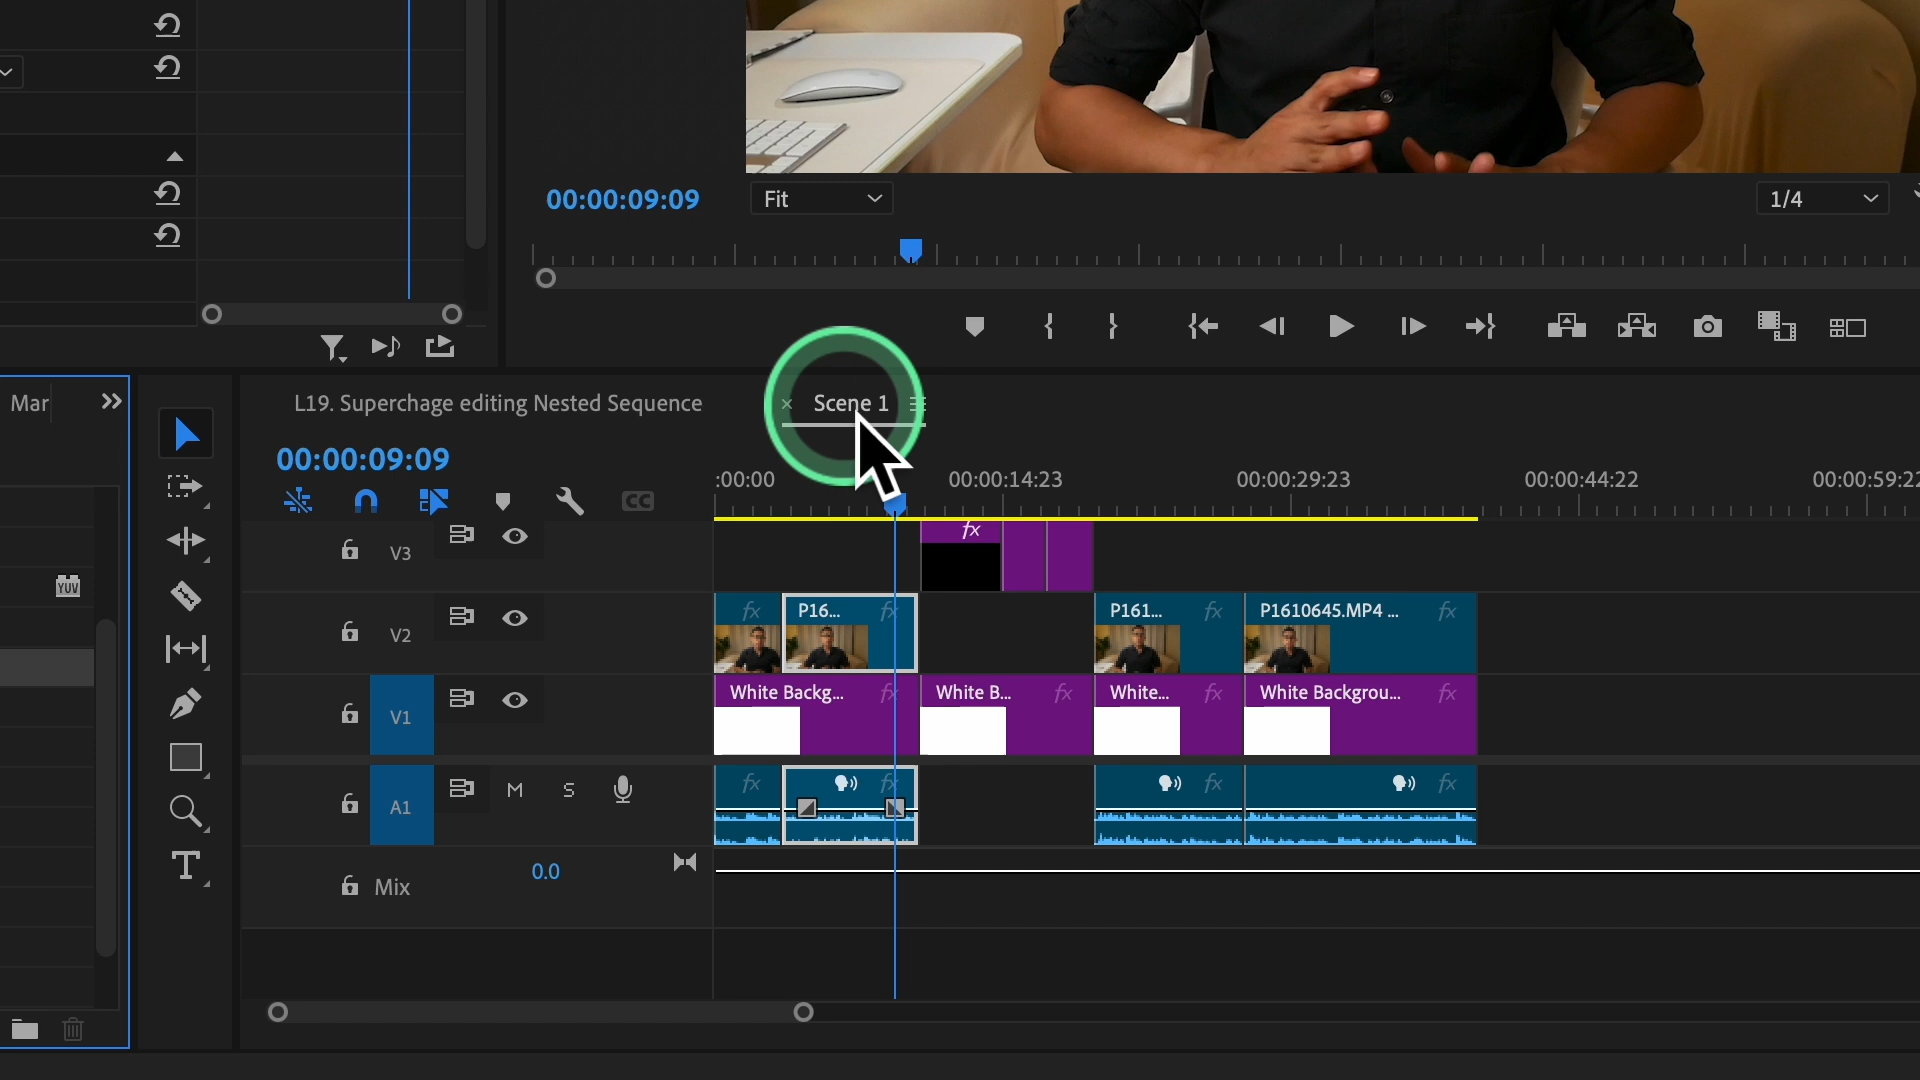 00:00:09:09
Fit
1/4
Mar
L19. Superchage editing Nested Sequence
× Scene 1
00:00:09:09
:00:00
00:00:14:23
00:00:29:23
00:00:44:22
00:00:59:22
CC
V3
fx
YUV
V2
fx
P16... fx
P161... fx
P1610645.MP4 ... fx
V1
White Backg... fx
White B... fx
White... fx
White Backgrou... fx
A1
M
S
fx
fx
fx
fx
Mix
0.0